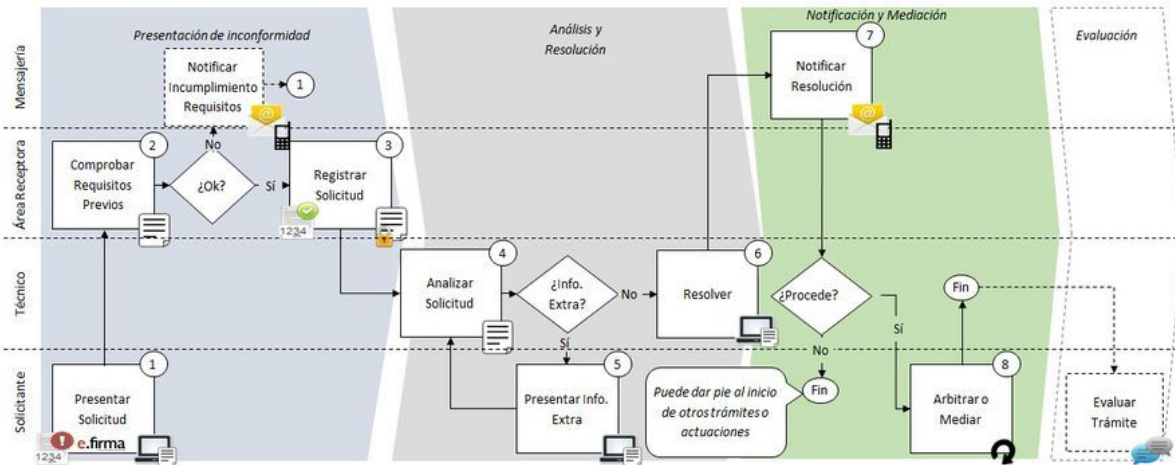 Presentación de inconformidad
Análisis y
Resolución
Notificación y Mediación
Evaluación
Mensajería
Notificar
Incumplimiento
Requisitos
1
7
Notificar
Resolución
@
@
Área Receptora
2
Comprobar
Requisitos
Previos
No
¿Ok?
Sí
3
Registrar
Solicitud
1234
Técnico
4
Analizar
Solicitud
¿Info.
Extra?
No
Sí
6
Resolver
¿Procede?
Sí
No
Fin
Solicitante
1
Presentar
Solicitud
1234
e.firma
5
Presentar Info.
Extra
Puede dar pie al inicio
de otros trámites o
actuaciones
Fin
8
Arbitrar o
Mediar
Evaluar
Trámite